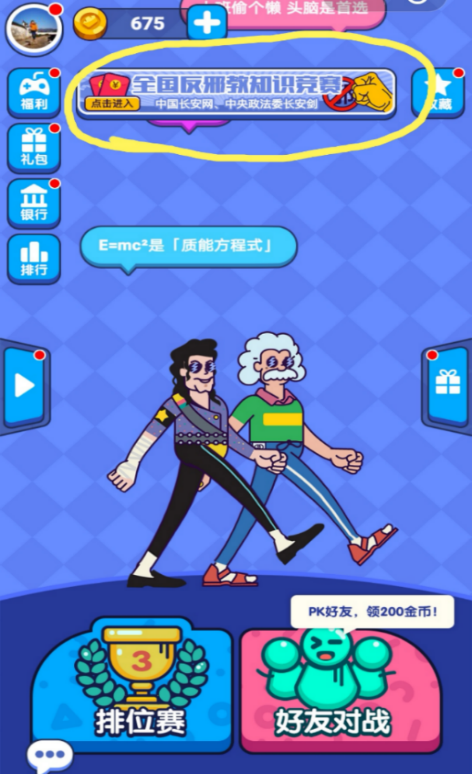 班偷个懒 头脑是首选
675
全国反邪教知识竞赛
点击进入
中国长安网、中央政法委长安剑
福利
收藏
礼包
银行
E=mc²是「质能方程式」
排行
PK好友，领200金币！
3
排位赛
好友对战